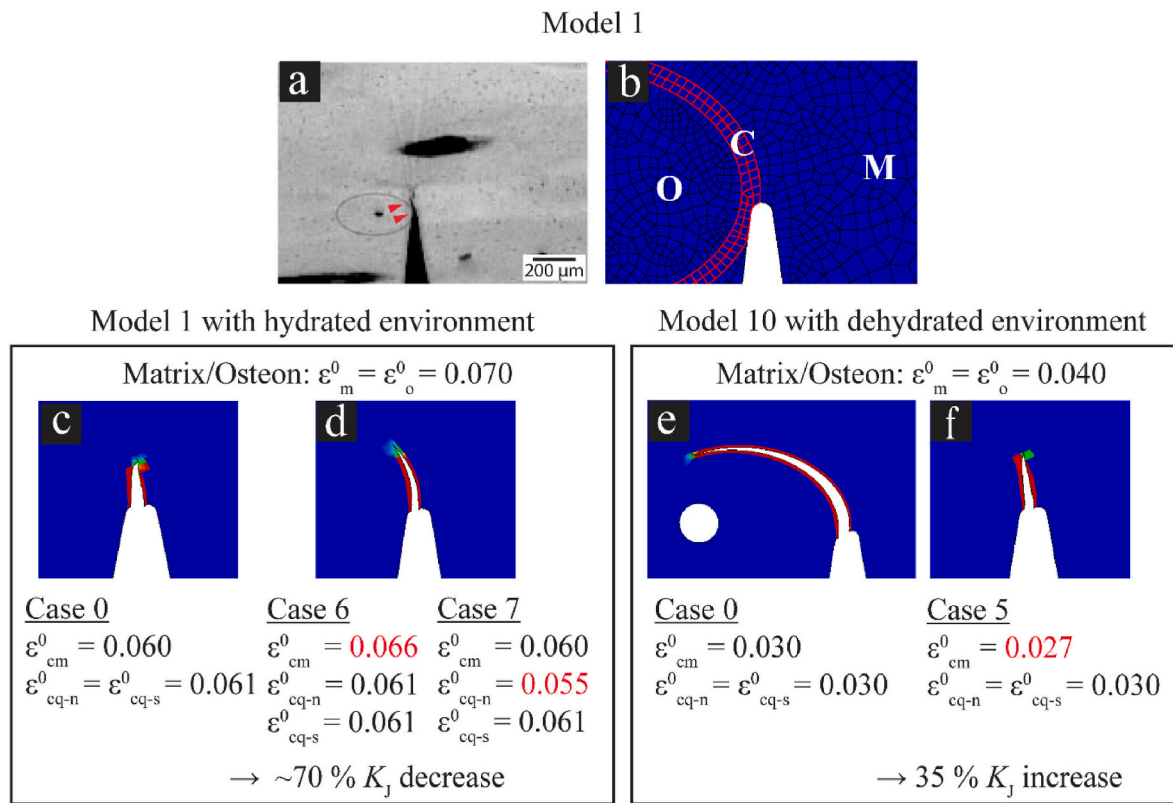 Model 1
a
b
O
C
M
200 µm
Model 1 with hydrated environment
Matrix/Osteon: ε⁰ₘ = ε⁰ₒ = 0.070
c
d
Case 0
ε⁰cm = 0.060
ε⁰cq-n = ε⁰cq-s = 0.061
Case 6
ε⁰cm = 0.066
ε⁰cq-n = 0.061
ε⁰cq-s = 0.061
Case 7
ε⁰cm = 0.060
ε⁰cq-n = 0.055
ε⁰cq-s = 0.061
→ ~70 % KJ decrease
Model 10 with dehydrated environment
Matrix/Osteon: ε⁰ₘ = ε⁰ₒ = 0.040
e
f
Case 0
ε⁰cm = 0.030
ε⁰cq-n = ε⁰cq-s = 0.030
Case 5
ε⁰cm = 0.027
ε⁰cq-n = ε⁰cq-s = 0.030
→ 35 % KJ increase